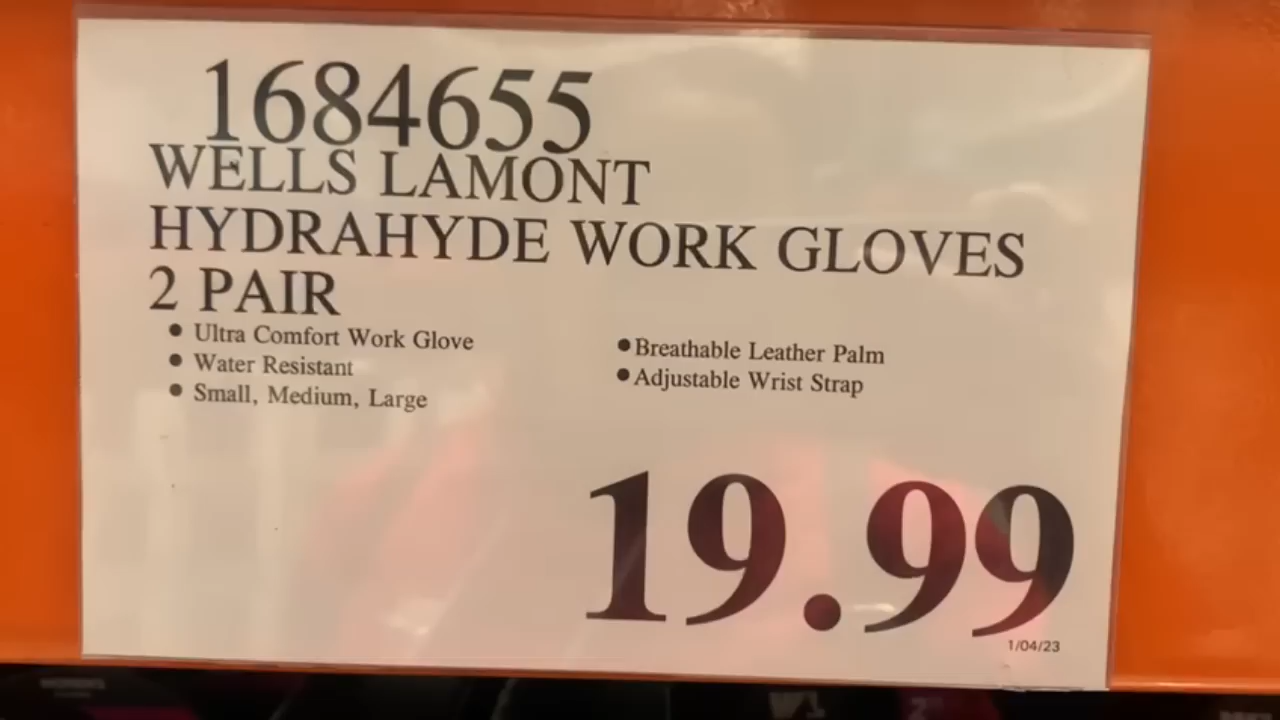 1684655
WELLS LAMONT
HYDRAHYDE WORK GLOVES
2 PAIR
● Ultra Comfort Work Glove
● Water Resistant
● Small, Medium, Large
●Breathable Leather Palm
●Adjustable Wrist Strap
19.99
1/04/23